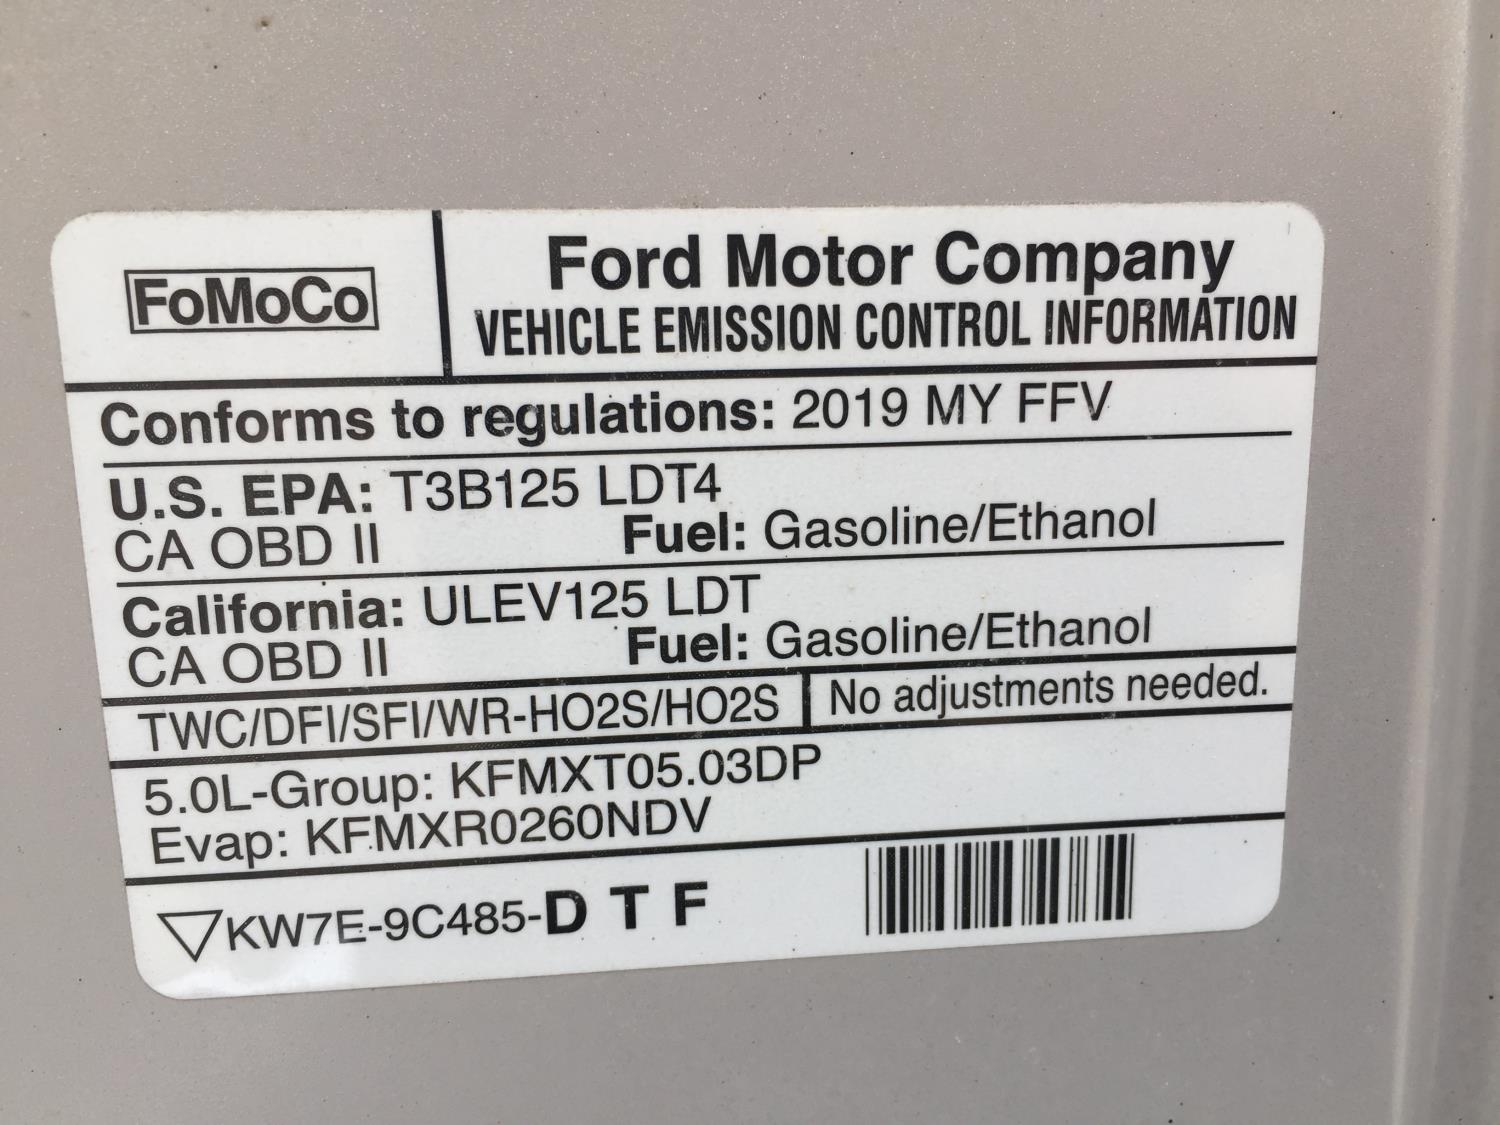 FoMoCo
Ford Motor Company
VEHICLE EMISSION CONTROL INFORMATION
Conforms to regulations: 2019 MY FFV
U.S. EPA: T3B125 LDT4
CA OBD II Fuel: Gasoline/Ethanol
California: ULEV125 LDT
CA OBD II Fuel: Gasoline/Ethanol
TWC/DFI/SFI/WR-HO2S/HO2S No adjustments needed.
5.0L-Group: KFMXT05.03DP
Evap: KFMXR0260NDV
KW7E-9C485-D T F